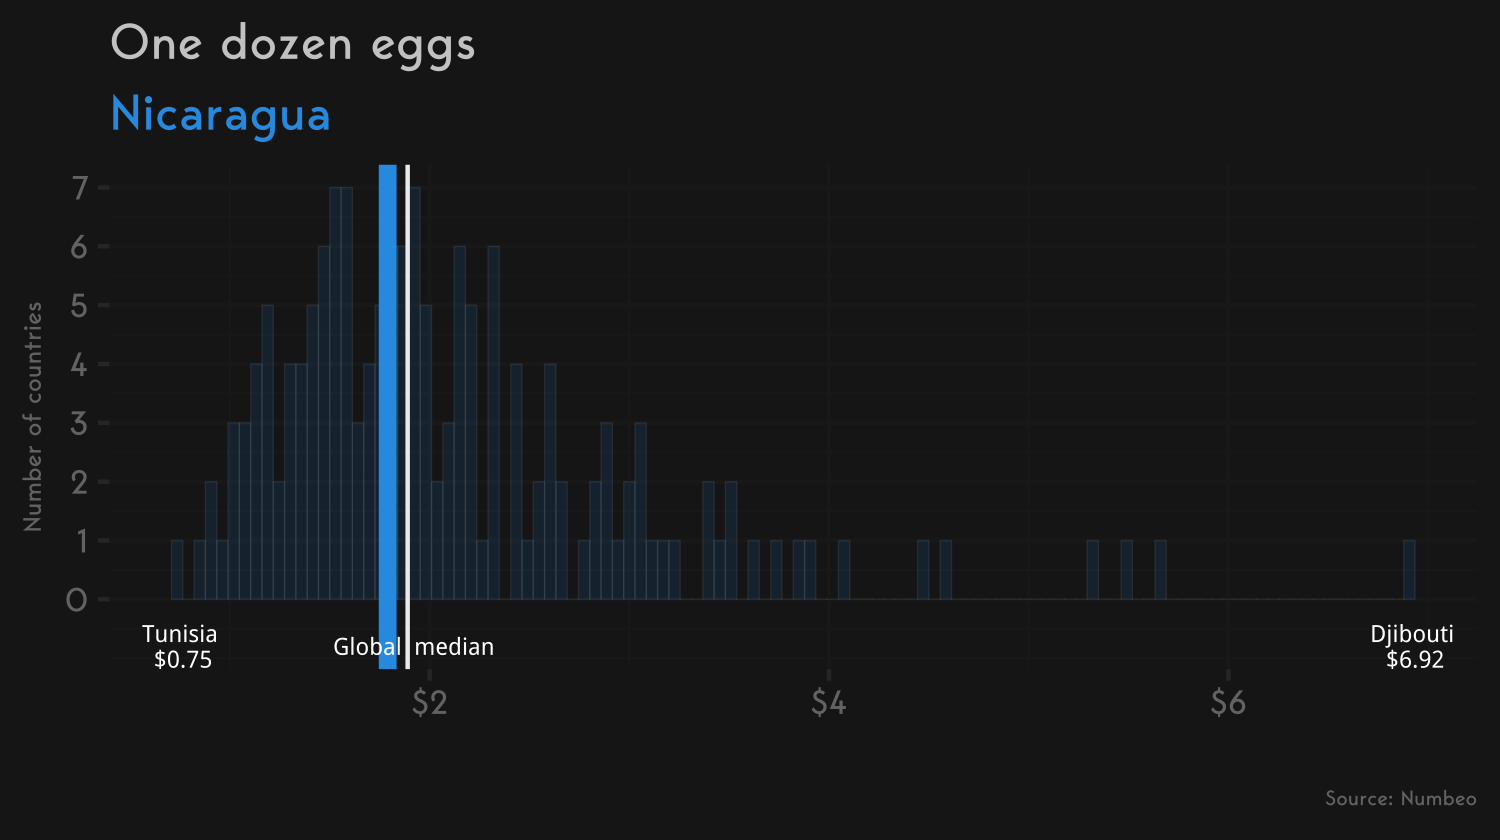 One dozen eggs
Nicaragua
Number of countries
7
6
5
4
3
2
1
0
Tunisia
$0.75
Global median
Djibouti
$6.92
$2
$4
$6
Source: Numbeo